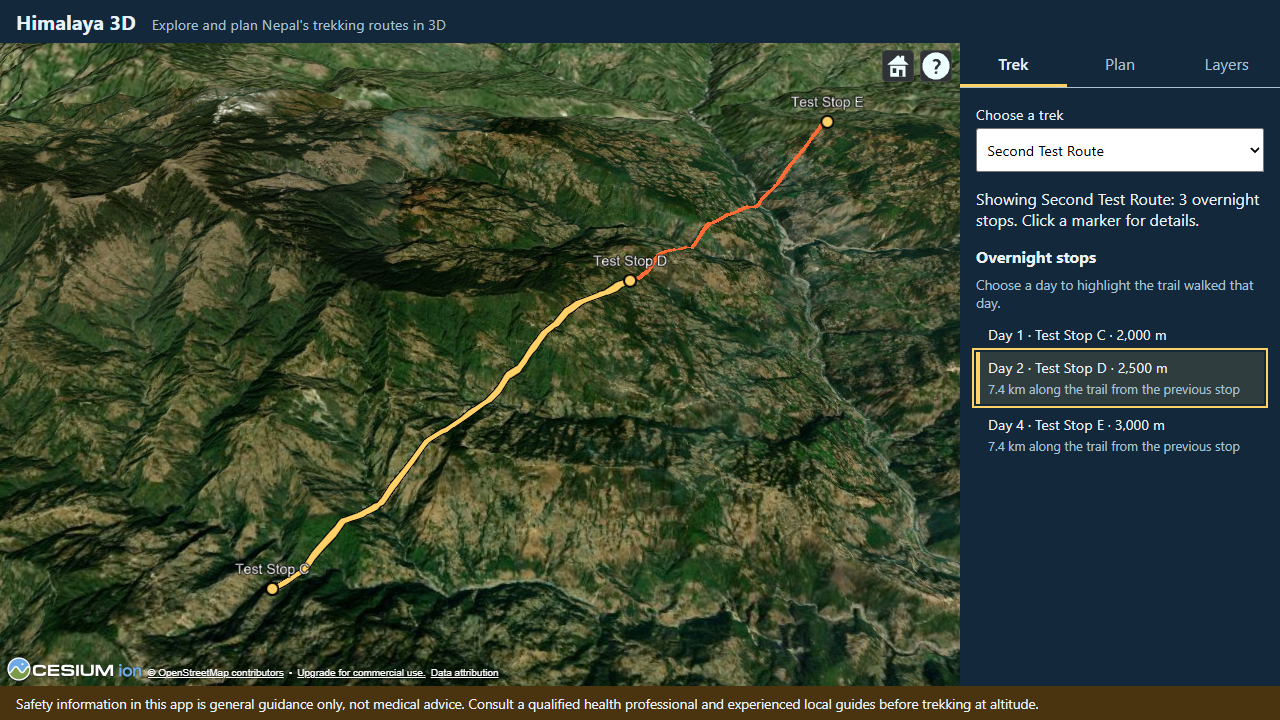 Himalaya 3D Explore and plan Nepal's trekking routes in 3D
?
Trek Plan Layers
Test Stop E
Choose a trek
Second Test Route
Showing Second Test Route: 3 overnight
stops. Click a marker for details.
Test Stop D
Overnight stops
Choose a day to highlight the trail walked that
day.
Day 1 · Test Stop C · 2,000 m
Day 2 · Test Stop D · 2,500 m
7.4 km along the trail from the previous stop
Day 4 · Test Stop E · 3,000 m
7.4 km along the trail from the previous stop
Test Stop C
CESIUM ion © OpenStreetMap contributors • Upgrade for commercial use. Data attribution
Safety information in this app is general guidance only, not medical advice. Consult a qualified health professional and experienced local guides before trekking at altitude.